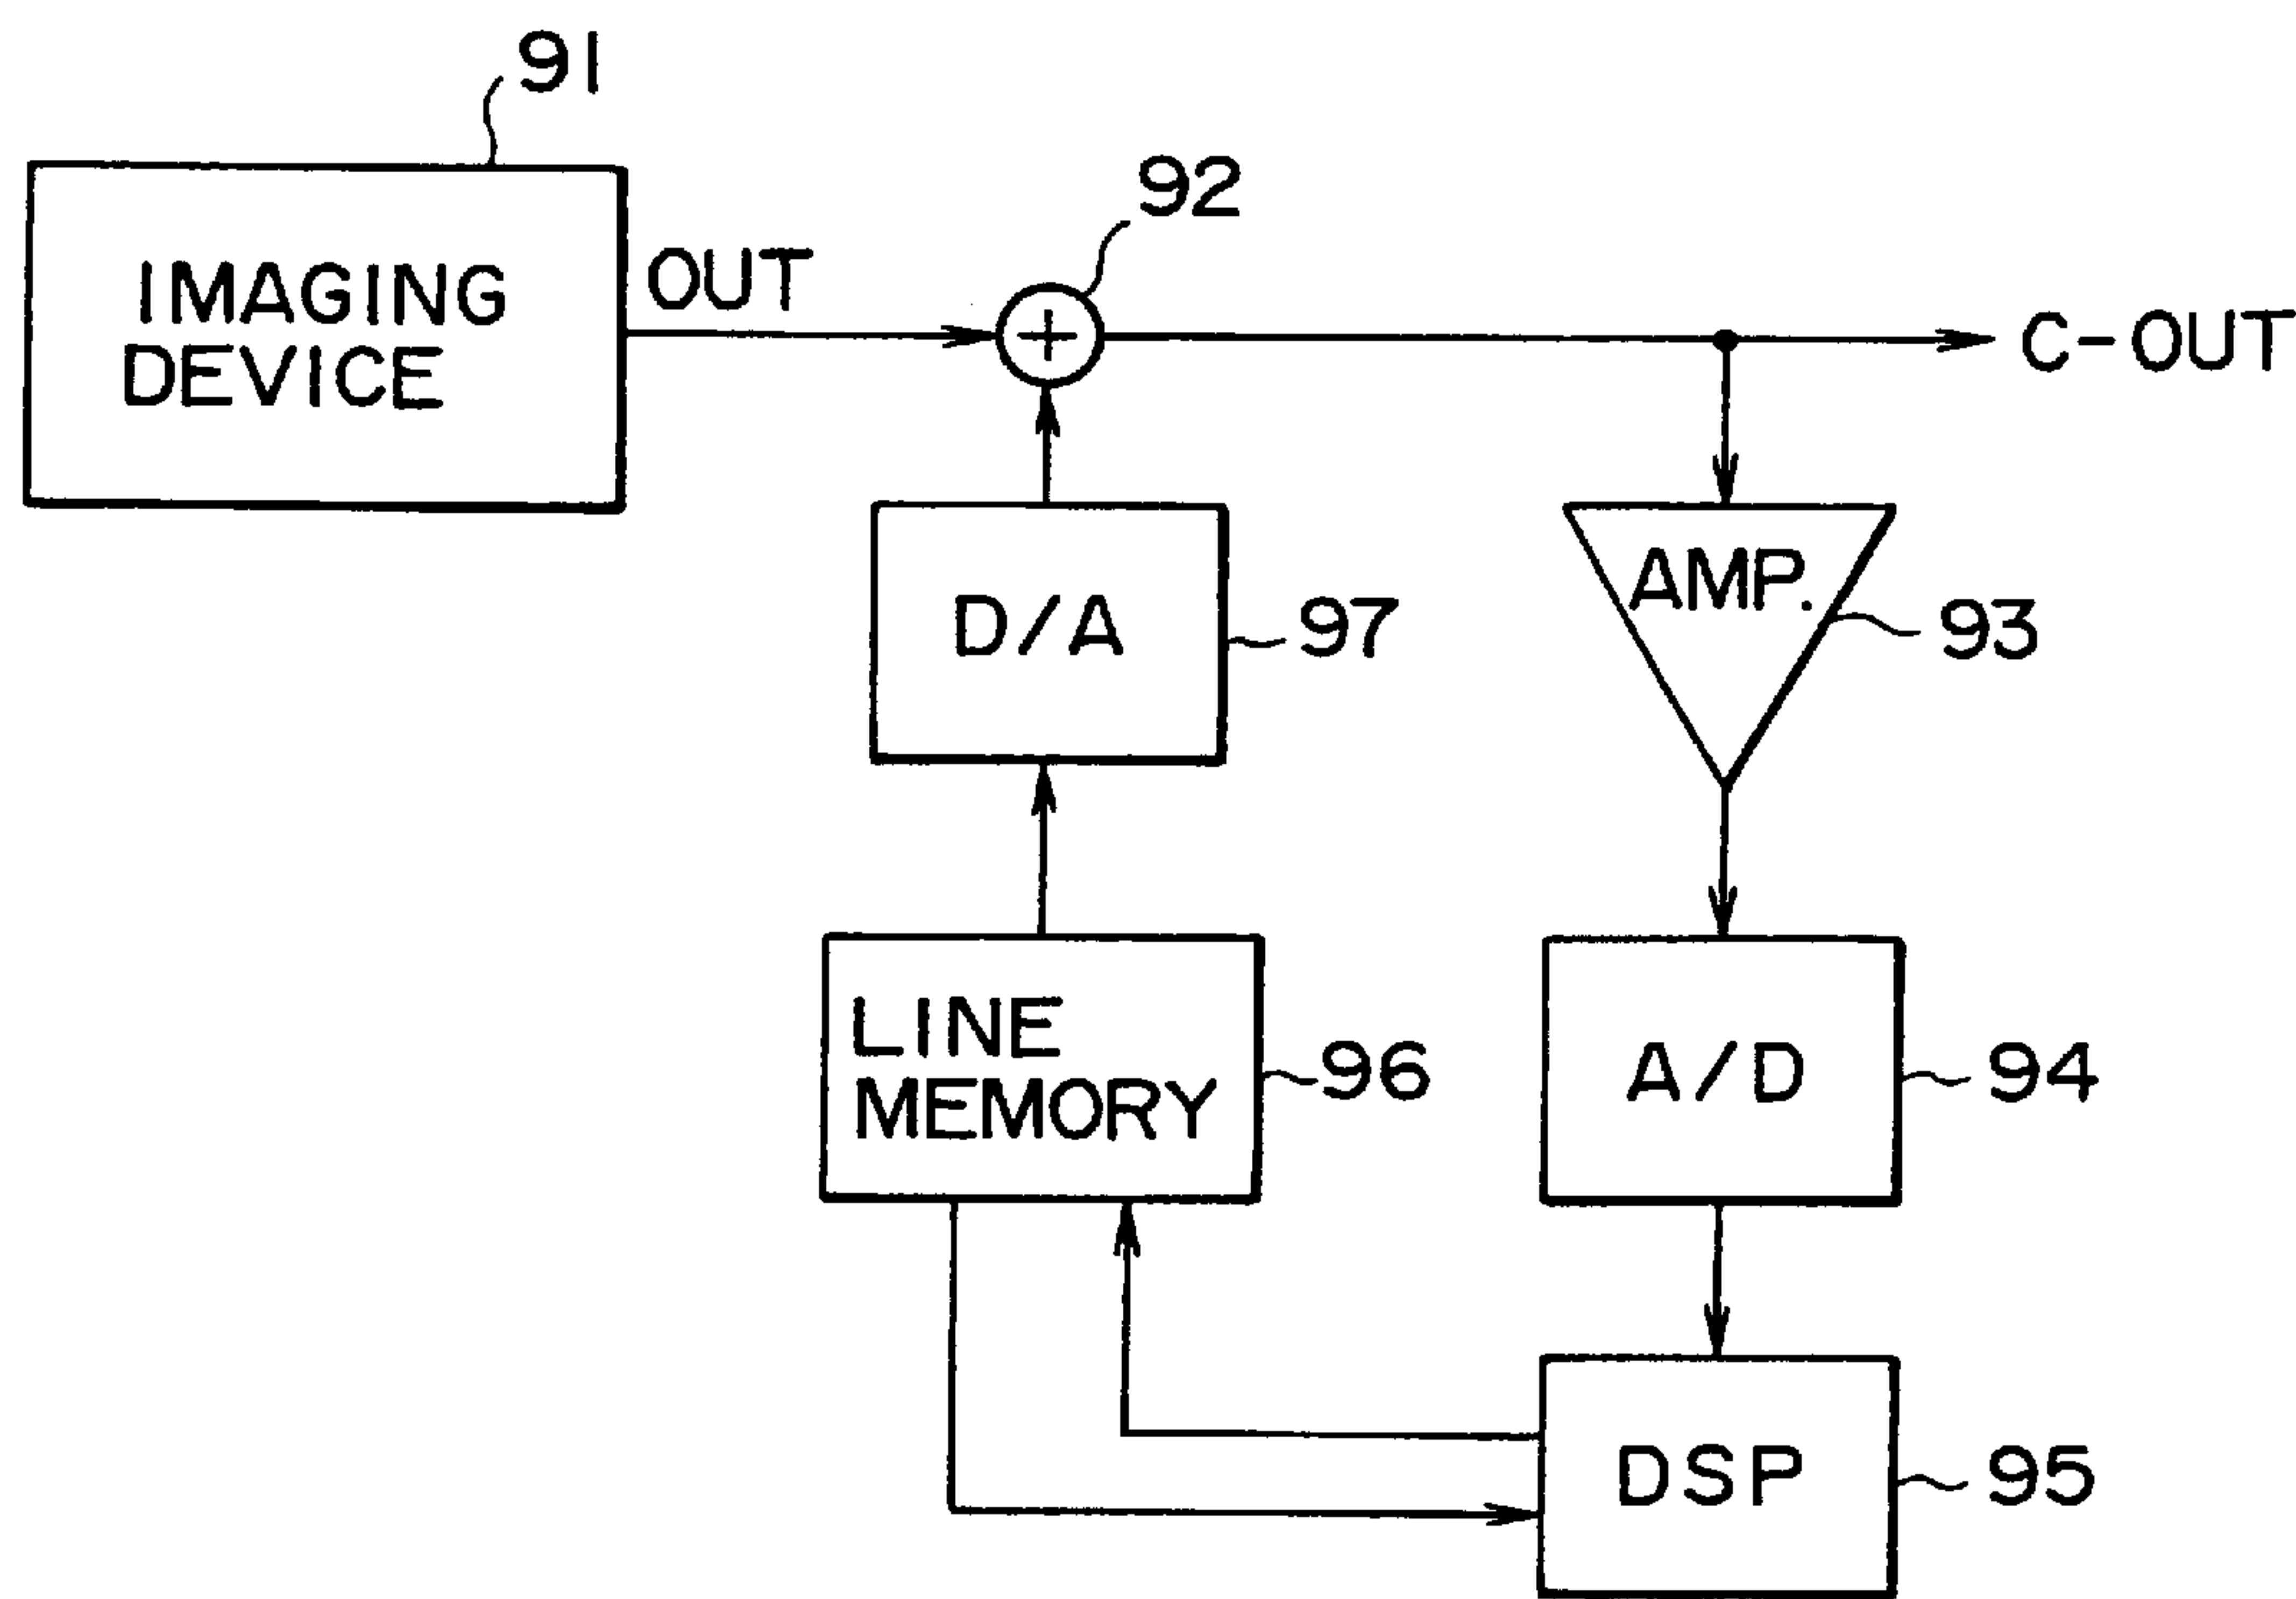 91
IMAGING
DEVICE
OUT
92
+
C-OUT
D/A
97
AMP.
93
LINE
MEMORY
96
A/D
94
DSP
95